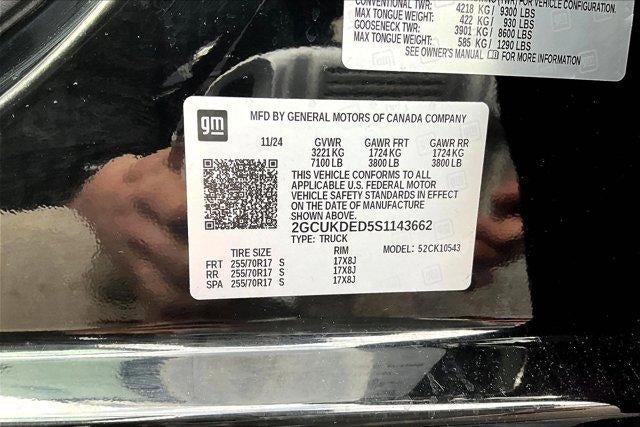 (TWR) FOR VEHICLE CONFIGURATION.
CONVENTIONAL TWR: 4218 KG / 9300 LBS
MAX TONGUE WEIGHT: 422 KG / 930 LBS
GOOSENECK TWR: 3901 KG / 8600 LBS
MAX TONGUE WEIGHT: 585 KG / 1290 LBS
SEE OWNER'S MANUAL FOR MORE INFORMATION
gm
MFD BY GENERAL MOTORS OF CANADA COMPANY
11/24 GVWR GAWR FRT GAWR RR
3221 KG 1724 KG 1724 KG
7100 LB 3800 LB 3800 LB
THIS VEHICLE CONFORMS TO ALL
APPLICABLE U.S. FEDERAL MOTOR
VEHICLE SAFETY STANDARDS IN EFFECT
ON THE DATE OF MANUFACTURE
SHOWN ABOVE.
2GCUKDED5S1143662
TYPE: TRUCK
TIRE SIZE RIM MODEL: 52CK10543
FRT 255/70R17 S 17X8J
RR 255/70R17 S 17X8J
SPA 255/70R17 S 17X8J